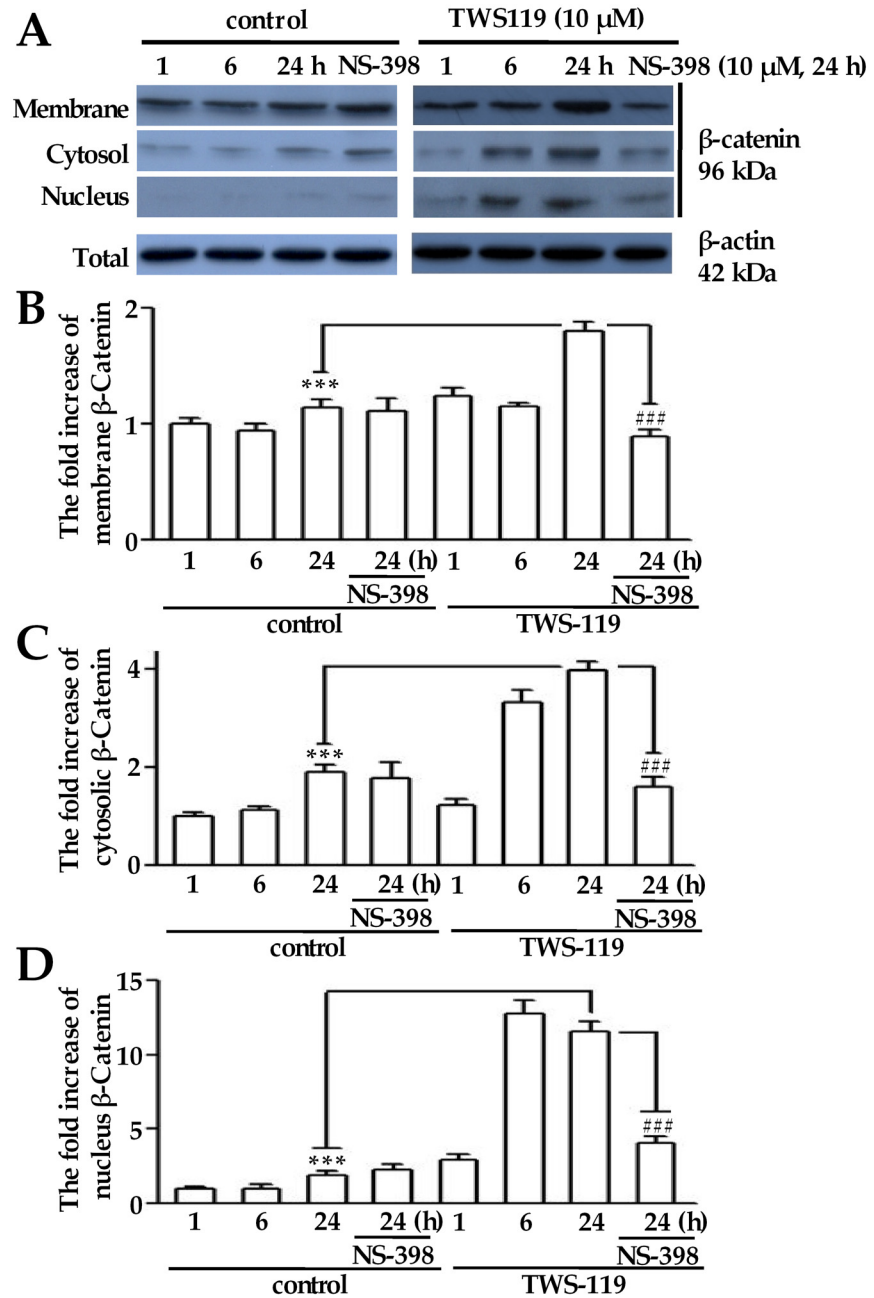 A
control
TWS119 (10 µM)
1 6 24 h NS-398 1 6 24 h NS-398 (10 µM, 24 h)
Membrane
Cytosol
Nucleus
Total
β-catenin
96 kDa
β-actin
42 kDa
B
The fold increase of
membrane β-Catenin
2
1
0
***
###
1 6 24 24 (h) 1 6 24 24 (h)
NS-398 NS-398
control TWS-119
C
The fold increase of
cytosolic β-Catenin
4
2
0
***
###
1 6 24 24 (h) 1 6 24 24 (h)
NS-398 NS-398
control TWS-119
D
The fold increase of
nucleus β-Catenin
15
10
5
0
***
###
1 6 24 24 (h) 1 6 24 24 (h)
NS-398 NS-398
control TWS-119